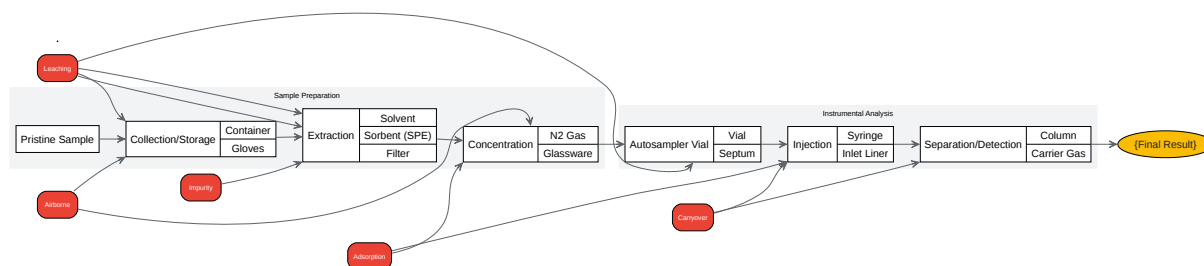 .
Leaching
Sample Preparation
Instrumental Analysis
Pristine Sample
Collection/Storage
Container
Gloves
Extraction
Solvent
Sorbent (SPE)
Filter
Concentration
N2 Gas
Glassware
Autosampler Vial
Vial
Septum
Injection
Syringe
Inlet Liner
Separation/Detection
Column
Carrier Gas
{Final Result}
Impurity
Airborne
Carryover
Adsorption